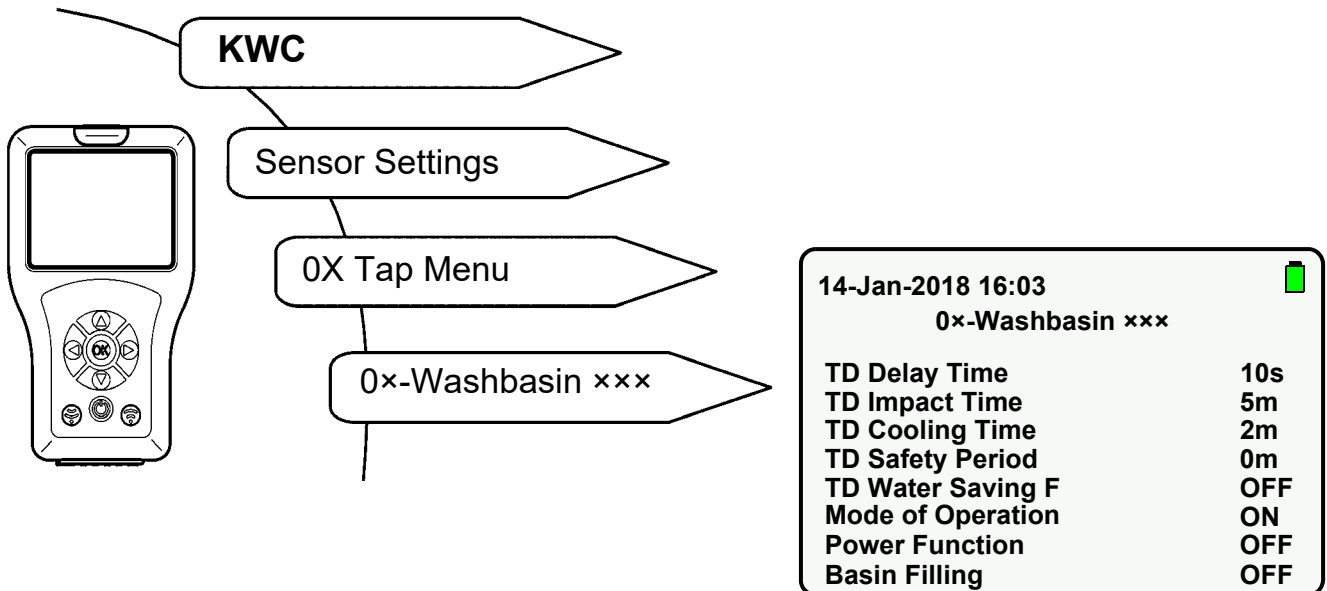 KWC
Sensor Settings
0X Tap Menu
0×-Washbasin ×××
OK
14-Jan-2018 16:03
0×-Washbasin ×××
TD Delay Time 10s
TD Impact Time 5m
TD Cooling Time 2m
TD Safety Period 0m
TD Water Saving F OFF
Mode of Operation ON
Power Function OFF
Basin Filling OFF